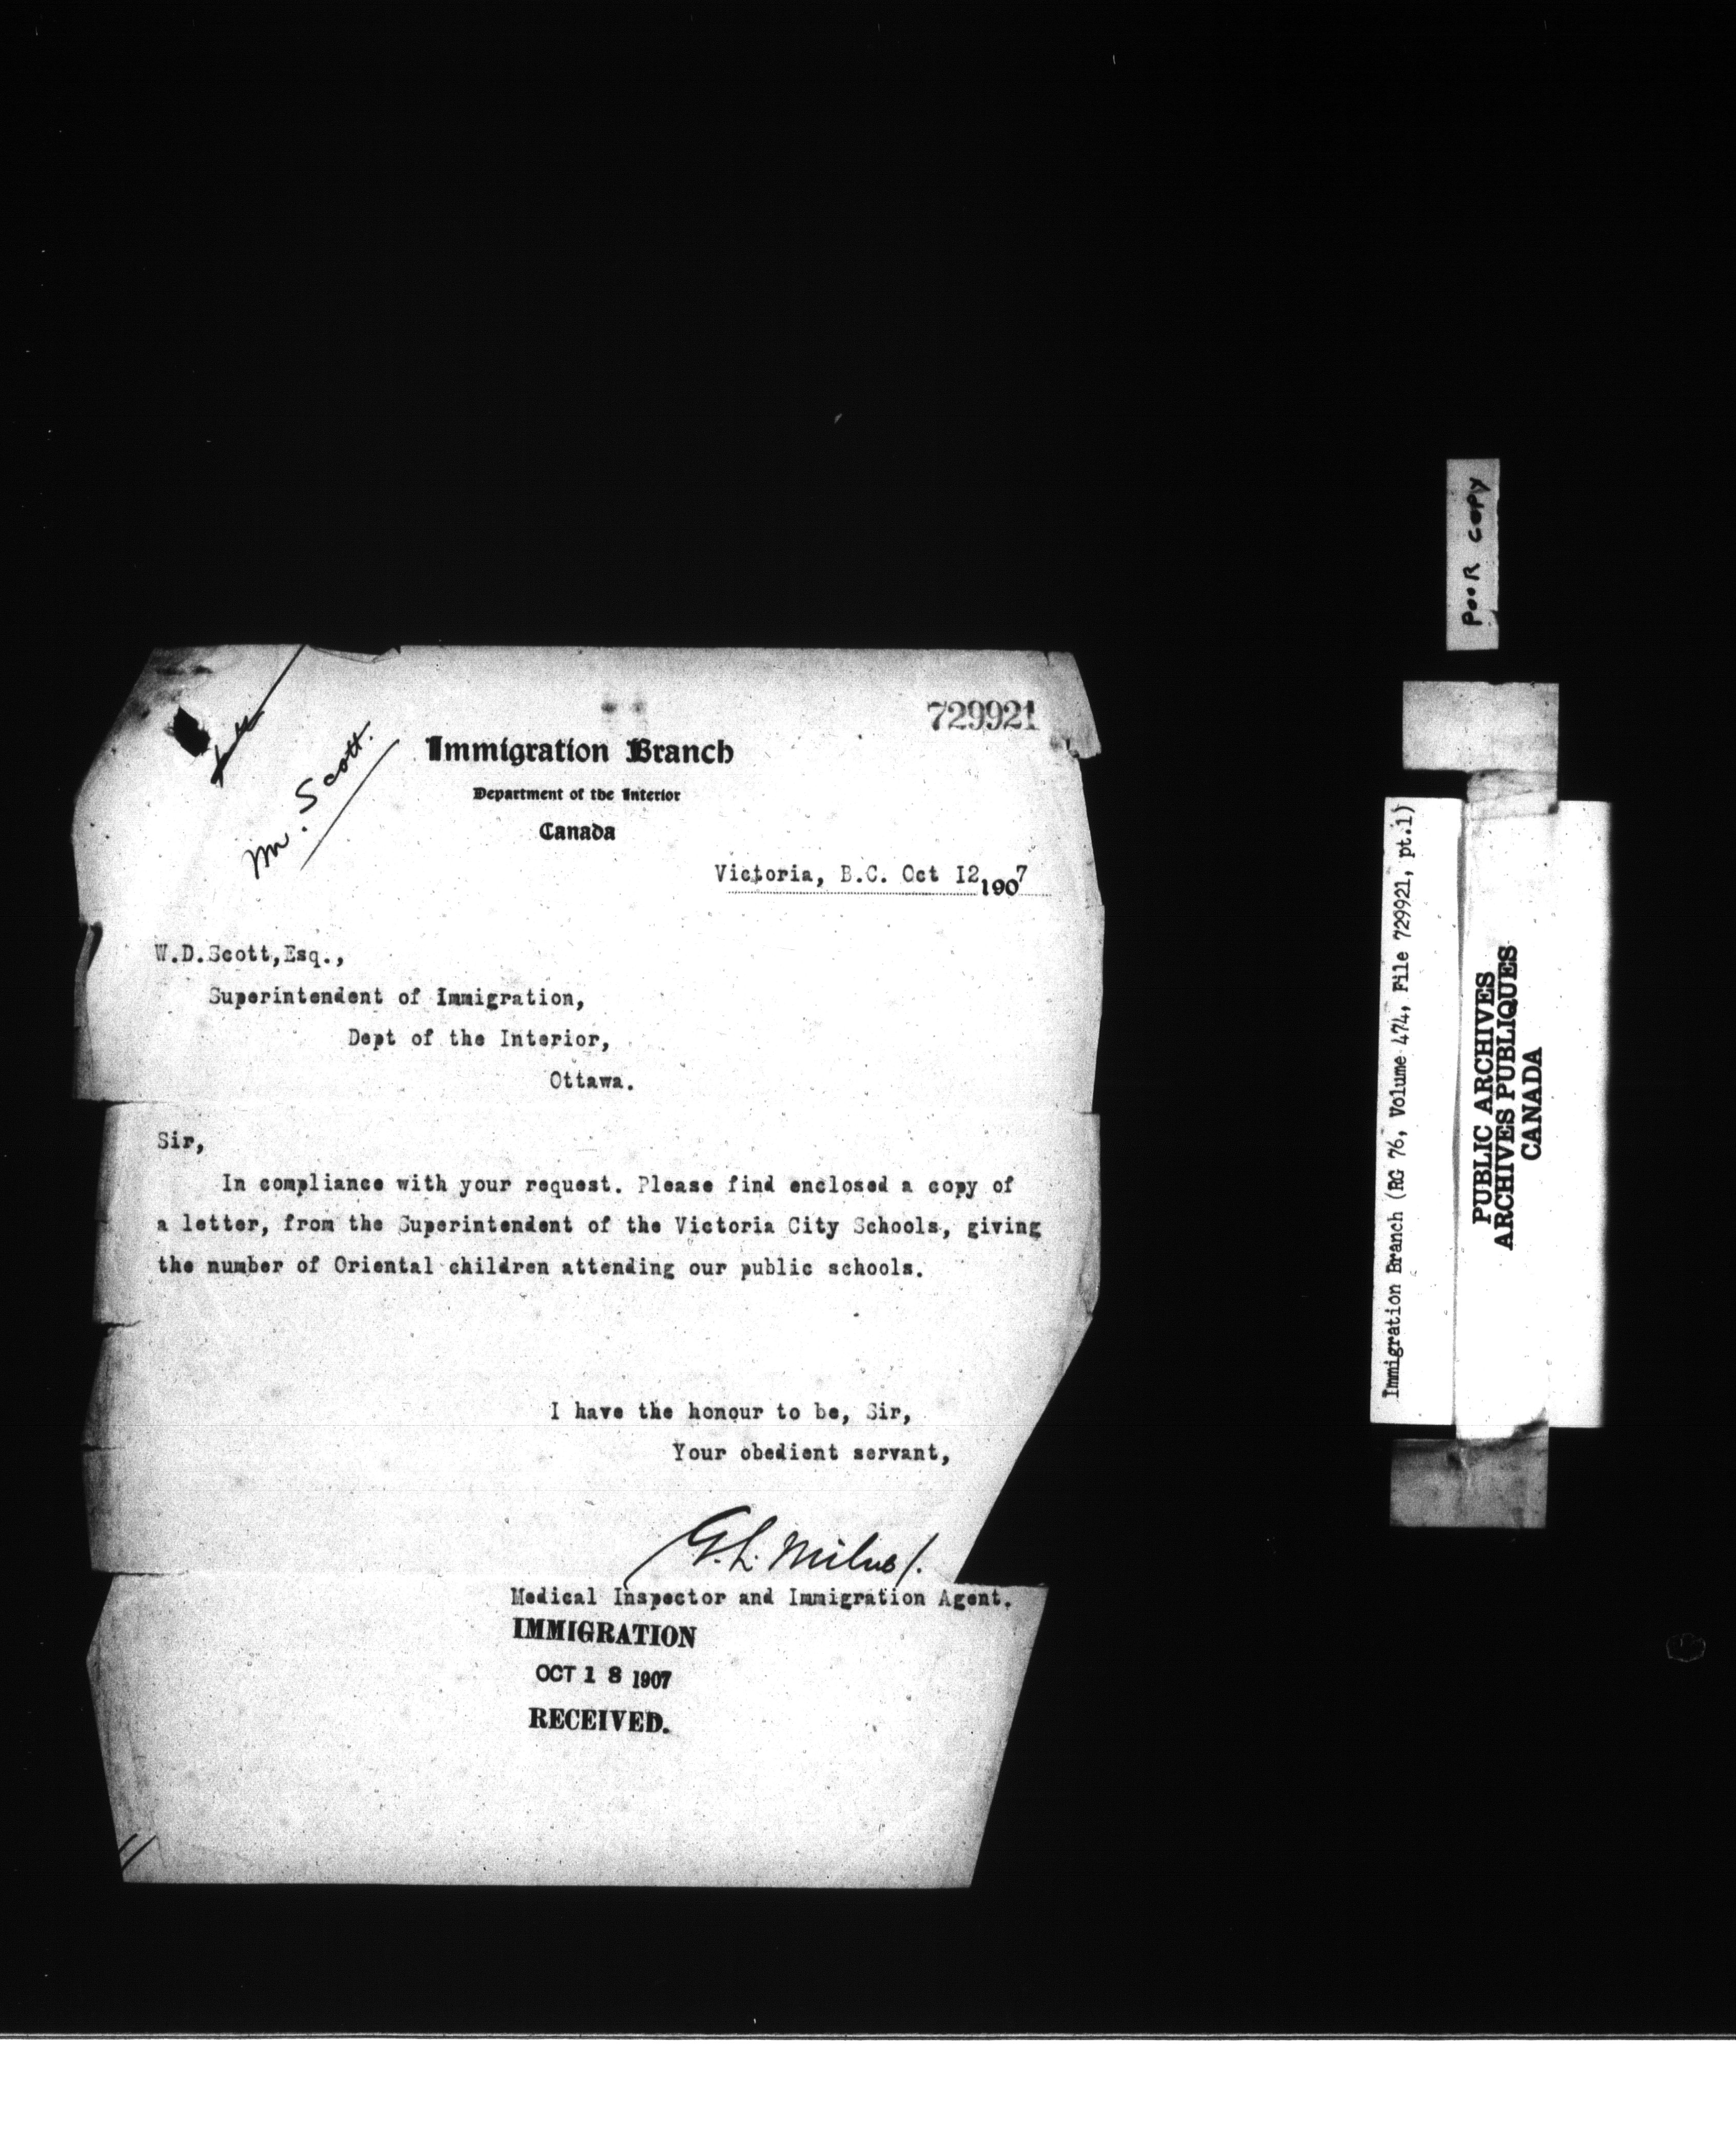 729921
Mr. Scott.
Immigration Branch
Department of the Interior
Canada
Victoria, B.C. Oct 12 1907
W.D.Scott,Esq.,
Superintendent of Immigration,
Dept of the Interior,
Ottawa.
Sir,
In compliance with your request. Please find enclosed a copy of
a letter, from the Superintendent of the Victoria City Schools, giving
the number of Oriental children attending our public schools.
I have the honour to be, Sir,
Your obedient servant,
G.L. Milne
Medical Inspector and Immigration Agent.
IMMIGRATION
OCT 18 1907
RECEIVED.
POOR COPY
Immigration Branch (RG 76, Volume 474, File 729921, pt.1)
PUBLIC ARCHIVES
ARCHIVES PUBLIQUES
CANADA